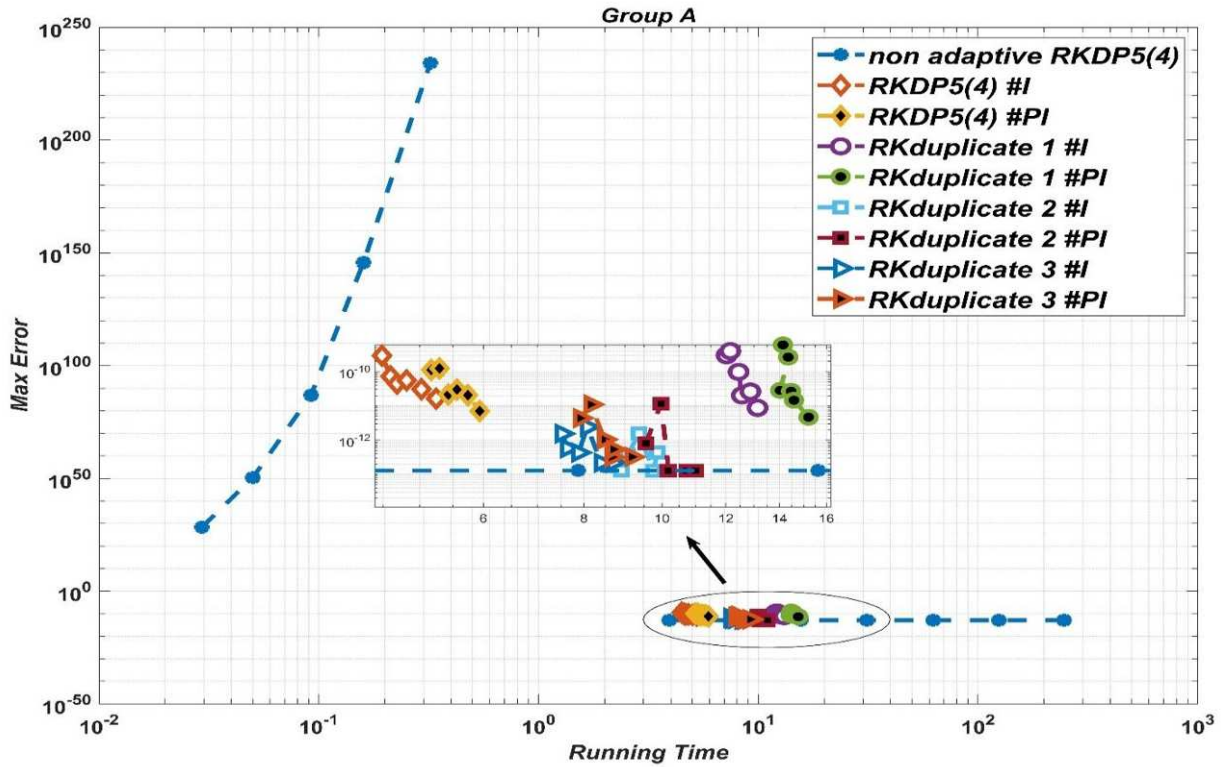 Group A
10^250
10^200
10^150
10^100
10^50
10^0
10^-50
Max Error
non adaptive RKDP5(4)
RKDP5(4) #I
RKDP5(4) #PI
RKduplicate 1 #I
RKduplicate 1 #PI
RKduplicate 2 #I
RKduplicate 2 #PI
RKduplicate 3 #I
RKduplicate 3 #PI
10^-10
10^-12
6 8 10 12 14 16
10^-2 10^-1 10^0 10^1 10^2 10^3
Running Time